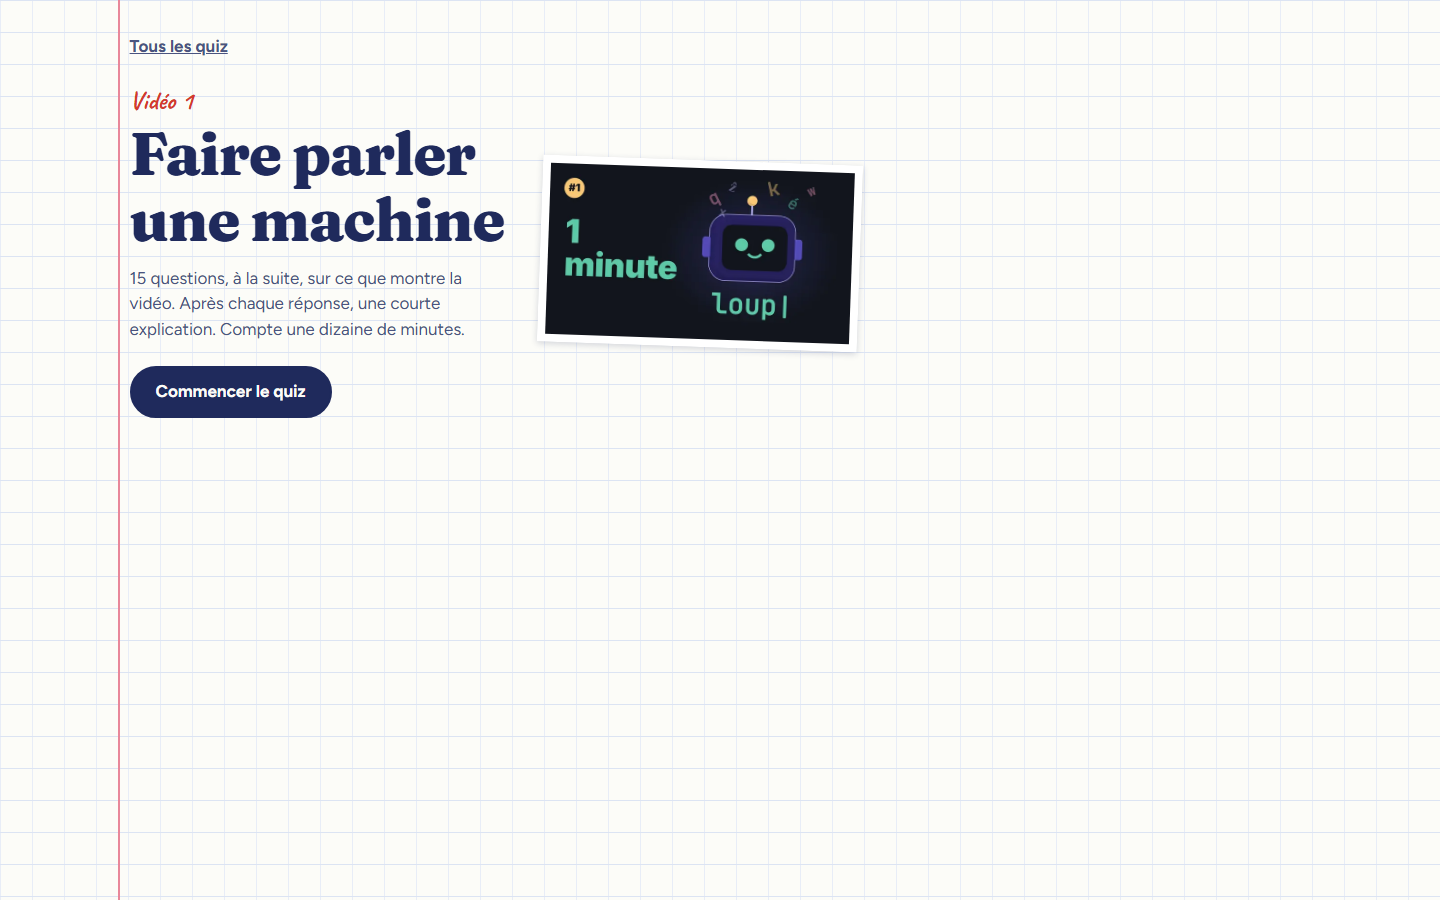 Tous les quiz
Vidéo 1
Faire parler
une machine
15 questions, à la suite, sur ce que montre la
vidéo. Après chaque réponse, une courte
explication. Compte une dizaine de minutes.
Commencer le quiz
#1
1
minute
q 2 k é w x
loup|